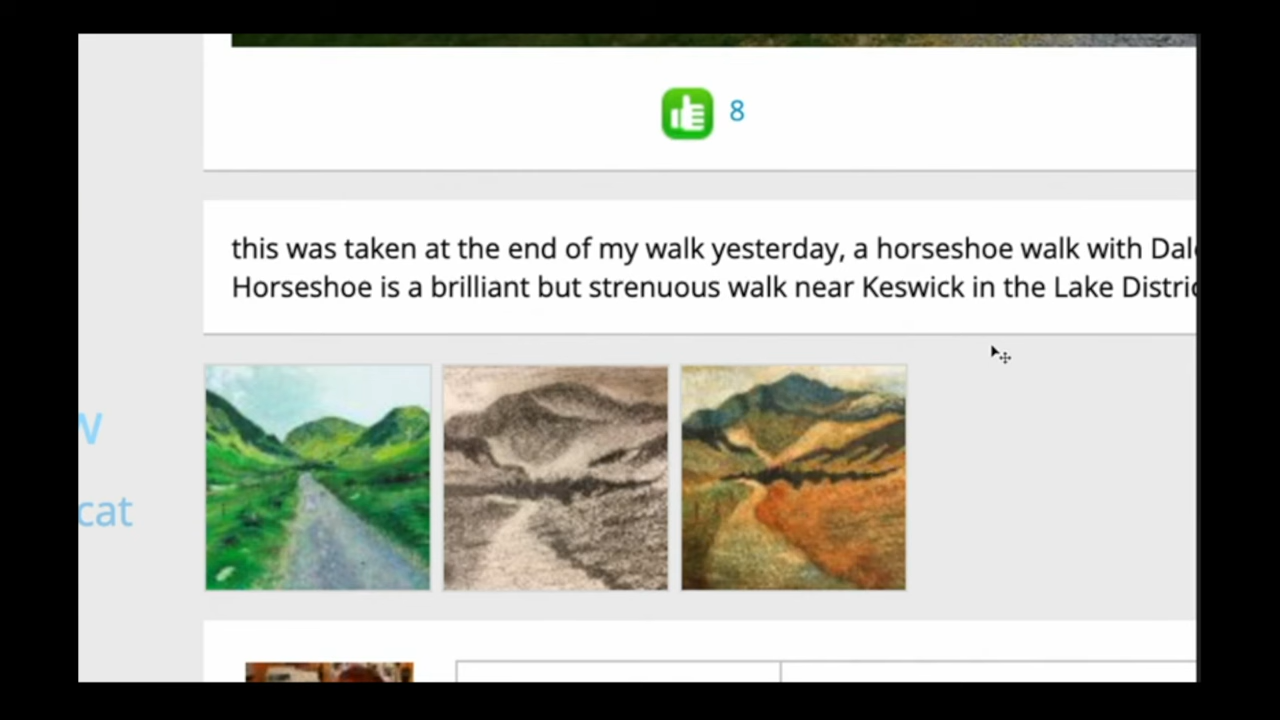 8
this was taken at the end of my walk yesterday, a horseshoe walk with
Horseshoe is a brilliant but strenuous walk near Keswick in the Lake
cat